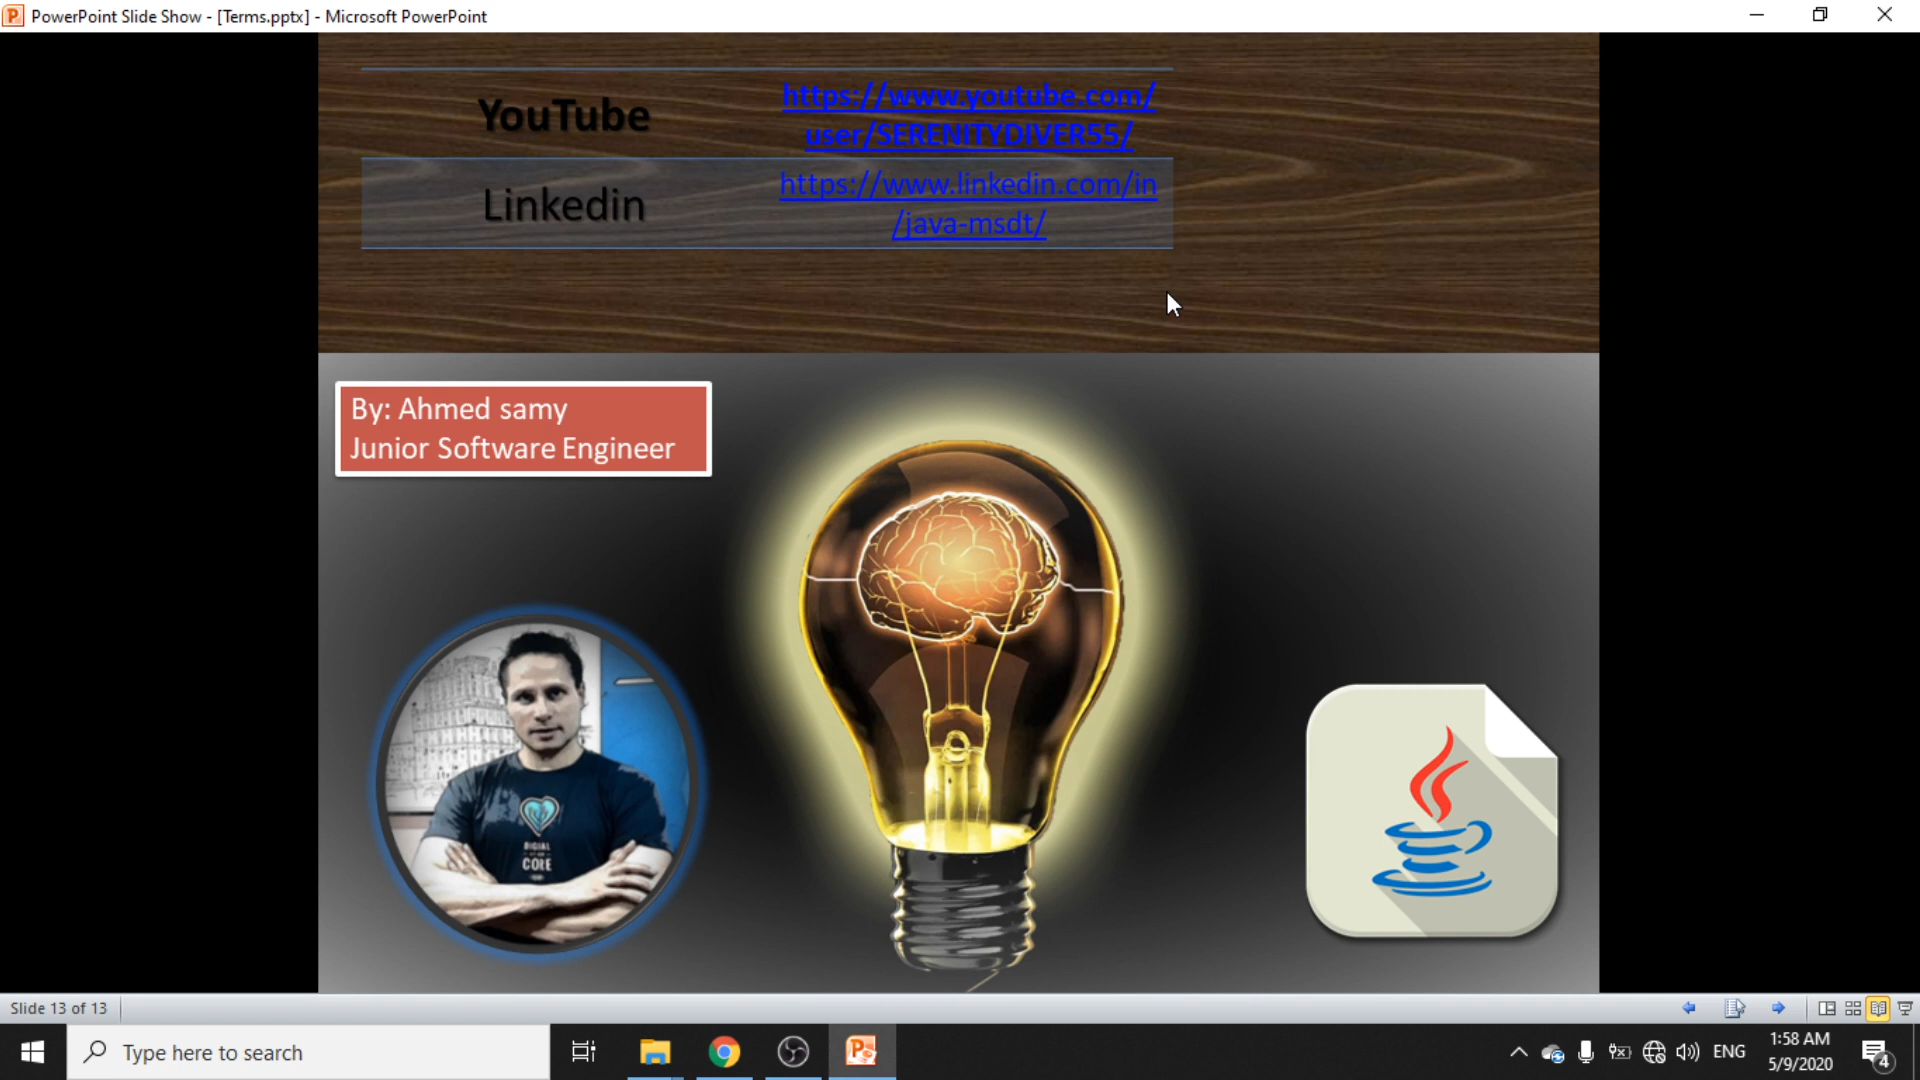 PowerPoint Slide Show - [Terms.pptx] - Microsoft PowerPoint
YouTube
https://www.youtube.com/
user/SERENITYDIVER55/
Linkedin
https://www.linkedin.com/in
/java-msdt/
By: Ahmed samy
Junior Software Engineer
CORE
Slide 13 of 13
Type here to search
ENG
1:58 AM
5/9/2020
4